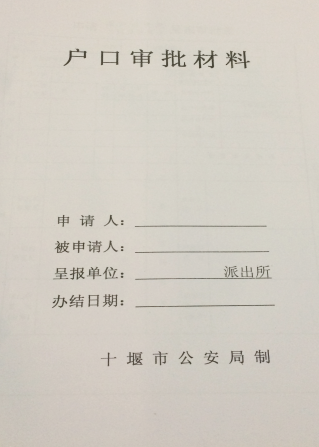 户口审批材料
申请人：
被申请人：
呈报单位：派出所
办结日期：
十堰市公安局制